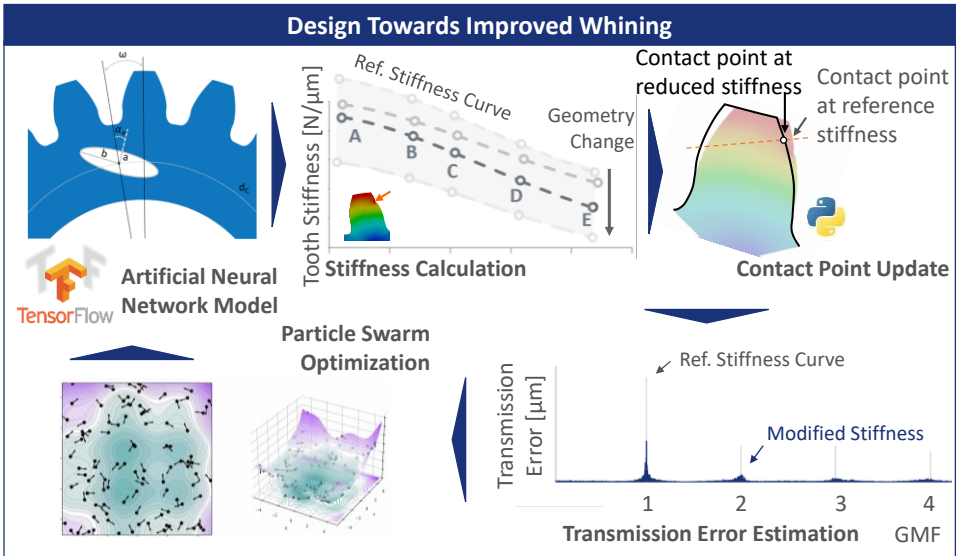 Design Towards Improved Whining
ω
α
b
a
d_c
TensorFlow
Artificial Neural
Network Model
Tooth Stiffness [N/μm]
Ref. Stiffness Curve
A
B
C
D
E
Geometry
Change
Stiffness Calculation
Contact point at
reduced stiffness
Contact point
at reference
stiffness
Contact Point Update
Particle Swarm
Optimization
Transmission
Error [μm]
Ref. Stiffness Curve
Modified Stiffness
1 2 3 4
Transmission Error Estimation
GMF